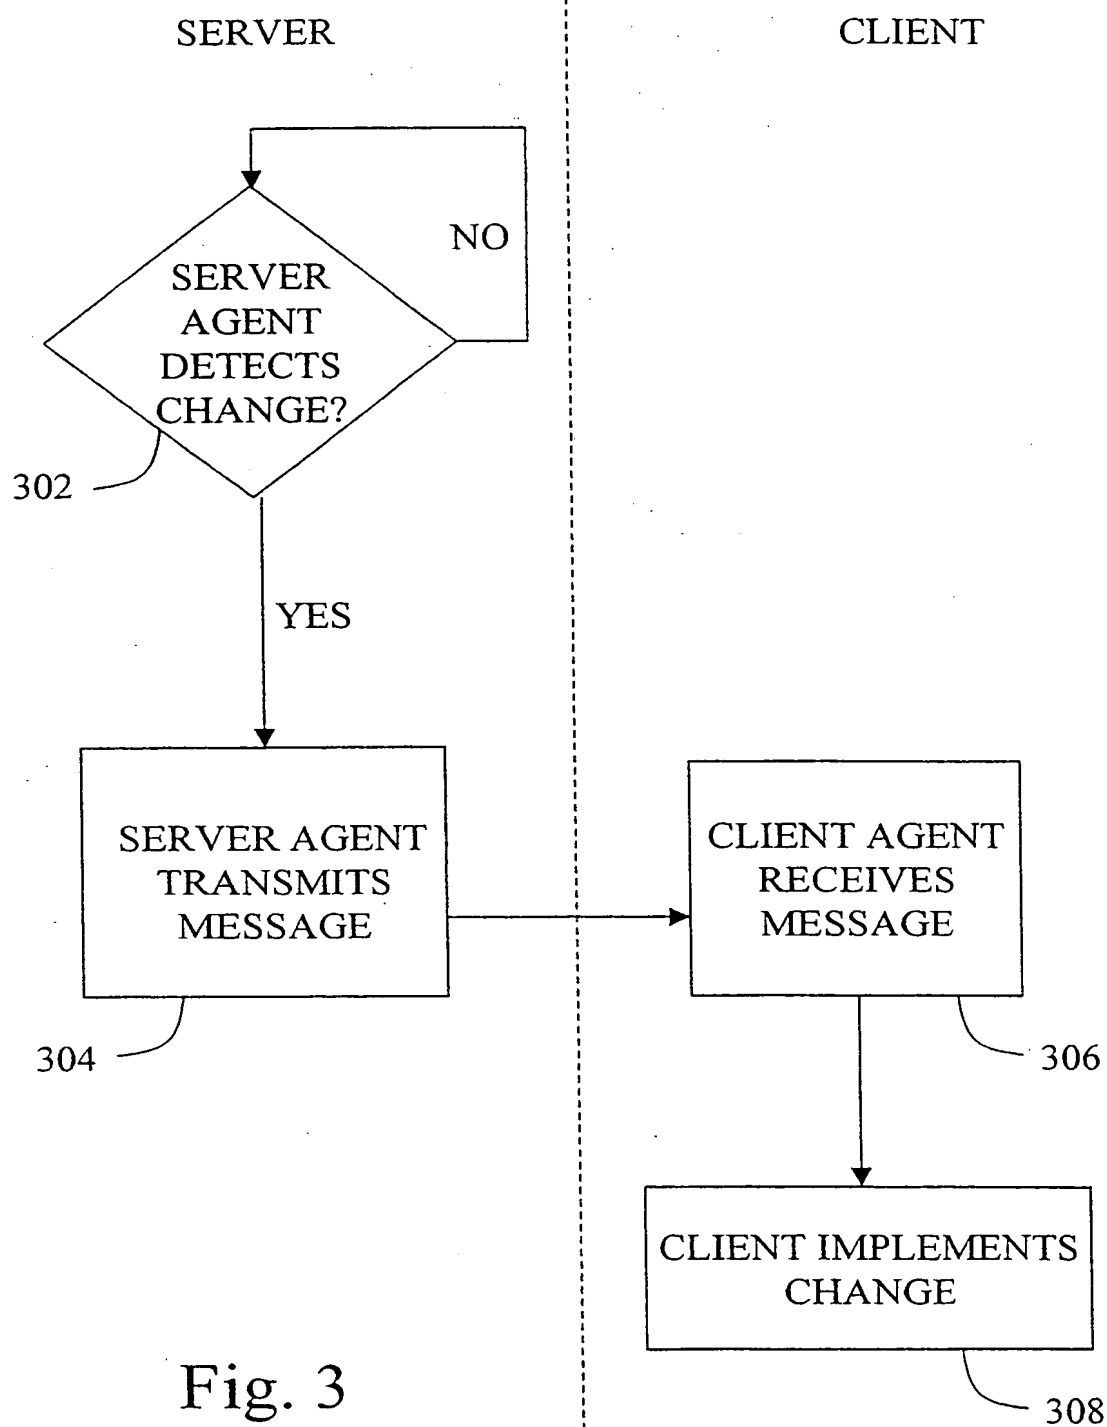 SERVER
CLIENT
NO
SERVER
AGENT
DETECTS
CHANGE?
302
YES
SERVER AGENT
TRANSMITS
MESSAGE
304
CLIENT AGENT
RECEIVES
MESSAGE
306
CLIENT IMPLEMENTS
CHANGE
308
Fig. 3